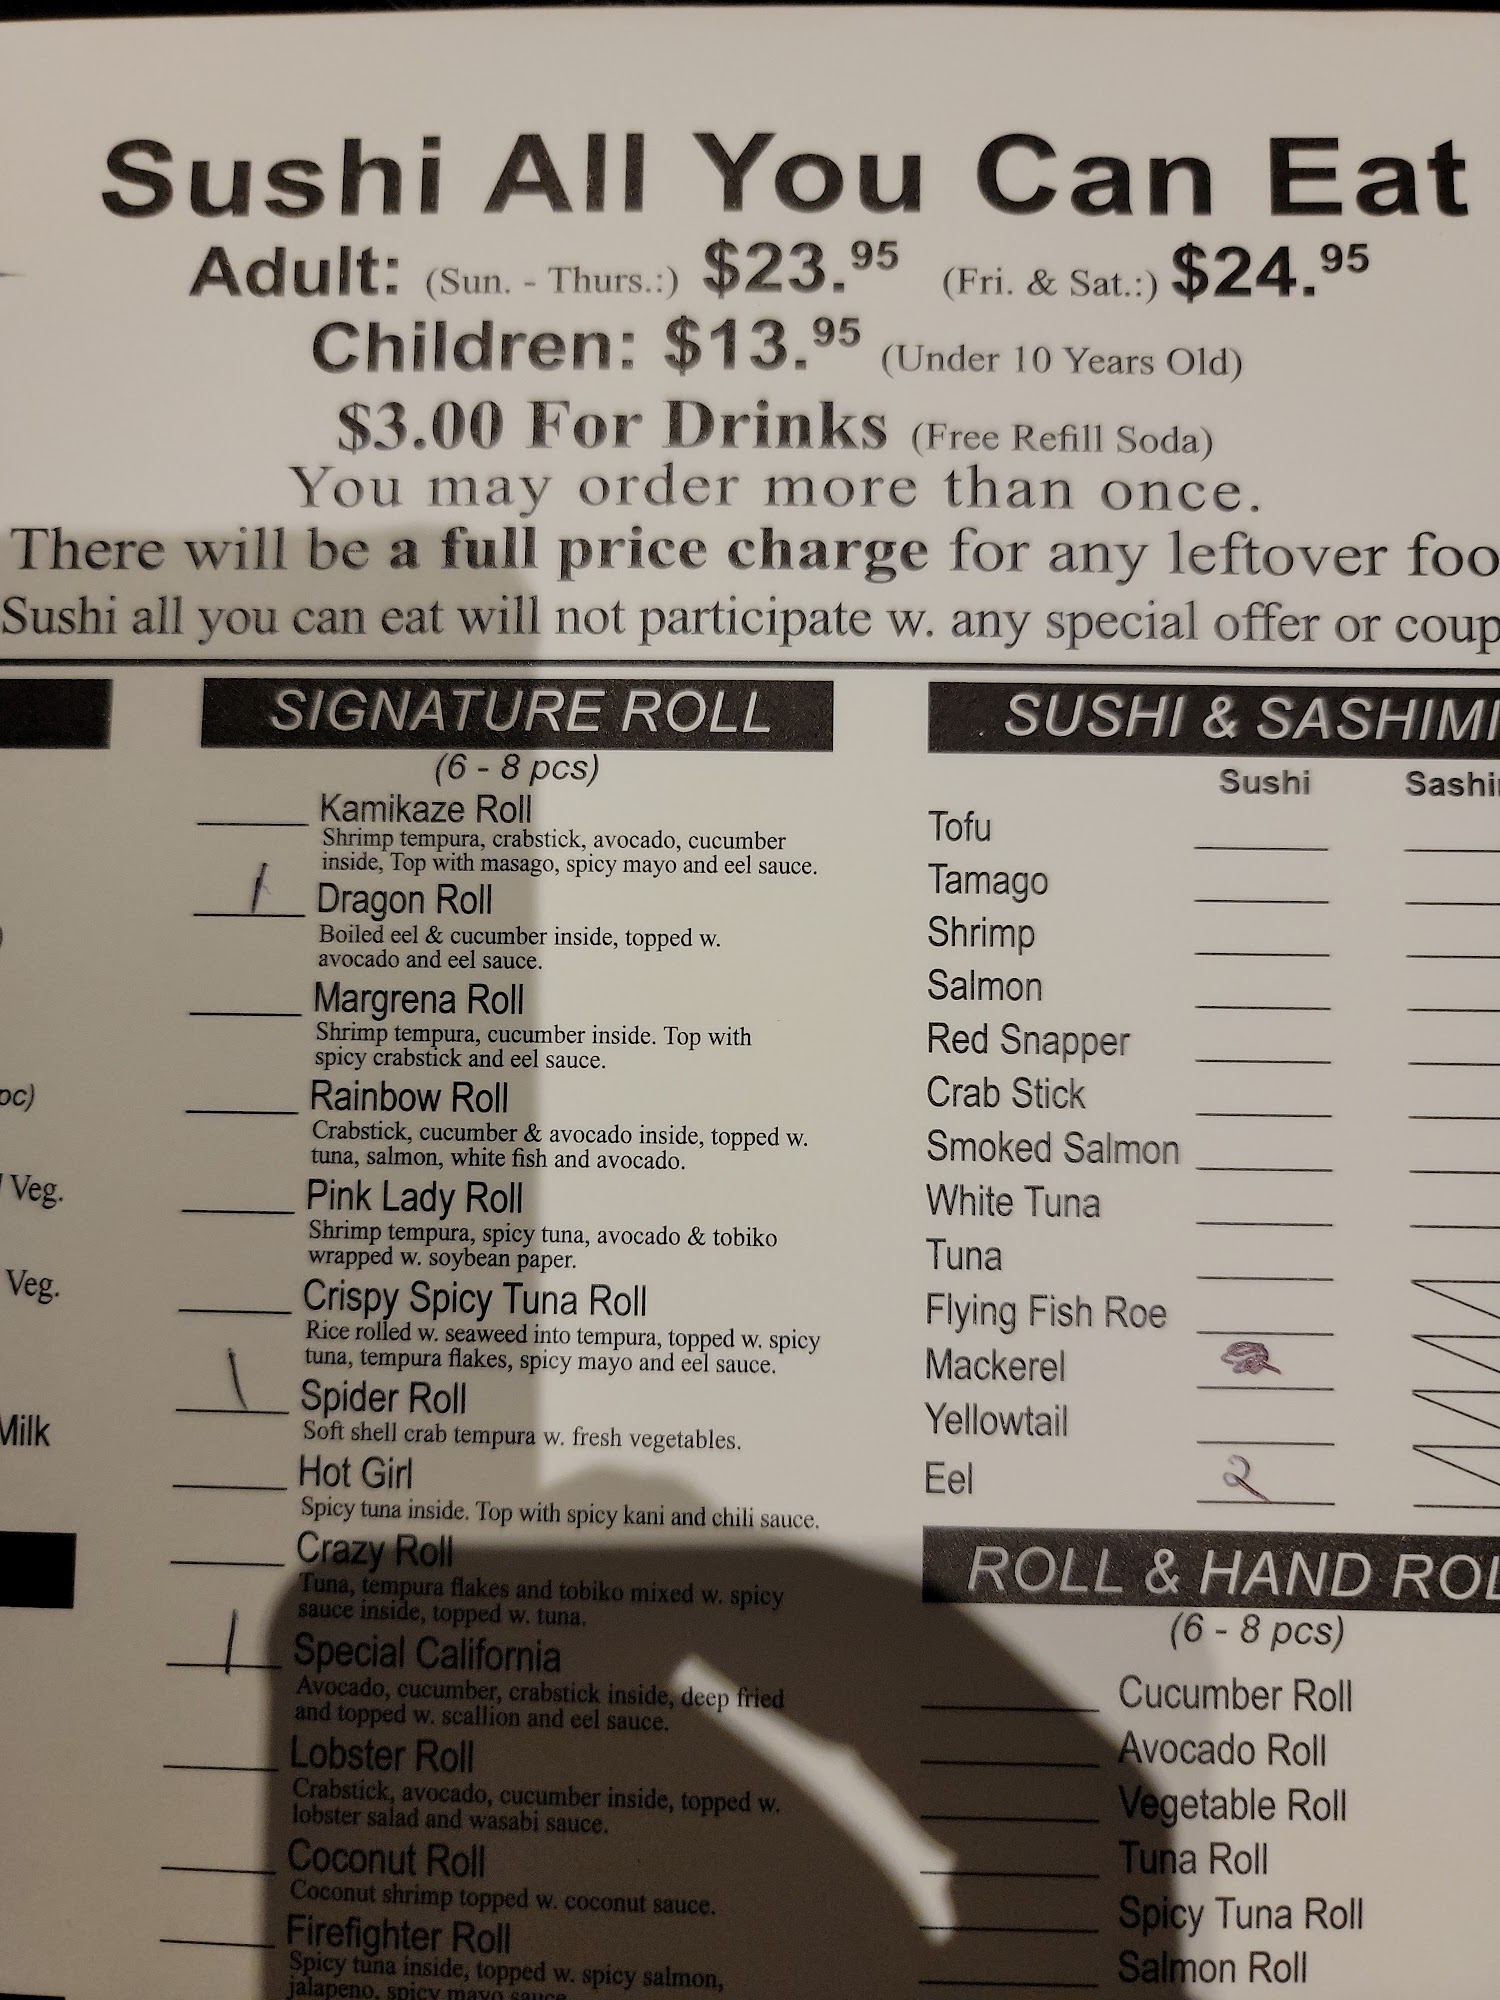 Sushi All You Can Eat
Adult: (Sun. - Thurs.:) $23.95 (Fri. & Sat.:) $24.95
Children: $13.95 (Under 10 Years Old)
$3.00 For Drinks (Free Refill Soda)
You may order more than once.
There will be a full price charge for any leftover foo
Sushi all you can eat will not participate w. any special offer or coup
)
pc)
Veg.
Veg.
Milk
SIGNATURE ROLL
(6 - 8 pcs)
Kamikaze Roll
Shrimp tempura, crabstick, avocado, cucumber
inside, Top with masago, spicy mayo and eel sauce.
1 Dragon Roll
Boiled eel & cucumber inside, topped w.
avocado and eel sauce.
Margrena Roll
Shrimp tempura, cucumber inside. Top with
spicy crabstick and eel sauce.
Rainbow Roll
Crabstick, cucumber & avocado inside, topped w.
tuna, salmon, white fish and avocado.
Pink Lady Roll
Shrimp tempura, spicy tuna, avocado & tobiko
wrapped w. soybean paper.
Crispy Spicy Tuna Roll
Rice rolled w. seaweed into tempura, topped w. spicy
tuna, tempura flakes, spicy mayo and eel sauce.
1 Spider Roll
Soft shell crab tempura w. fresh vegetables.
Hot Girl
Spicy tuna inside. Top with spicy kani and chili sauce.
Crazy Roll
Tuna, tempura flakes and tobiko mixed w. spicy
sauce inside, topped w. tuna.
1 Special California
Avocado, cucumber, crabstick inside, deep fried
and topped w. scallion and eel sauce.
Lobster Roll
Crabstick, avocado, cucumber inside, topped w.
lobster salad and wasabi sauce.
Coconut Roll
Coconut shrimp topped w. coconut sauce.
Firefighter Roll
Spicy tuna inside, topped w. spicy salmon,
jalapeno, spicy mayo sauce
SUSHI & SASHIMI
Sushi Sashi
Tofu
Tamago
Shrimp
Salmon
Red Snapper
Crab Stick
Smoked Salmon
White Tuna
Tuna
Flying Fish Roe
Mackerel
Yellowtail
Eel 2
ROLL & HAND ROL
(6 - 8 pcs)
Cucumber Roll
Avocado Roll
Vegetable Roll
Tuna Roll
Spicy Tuna Roll
Salmon Roll